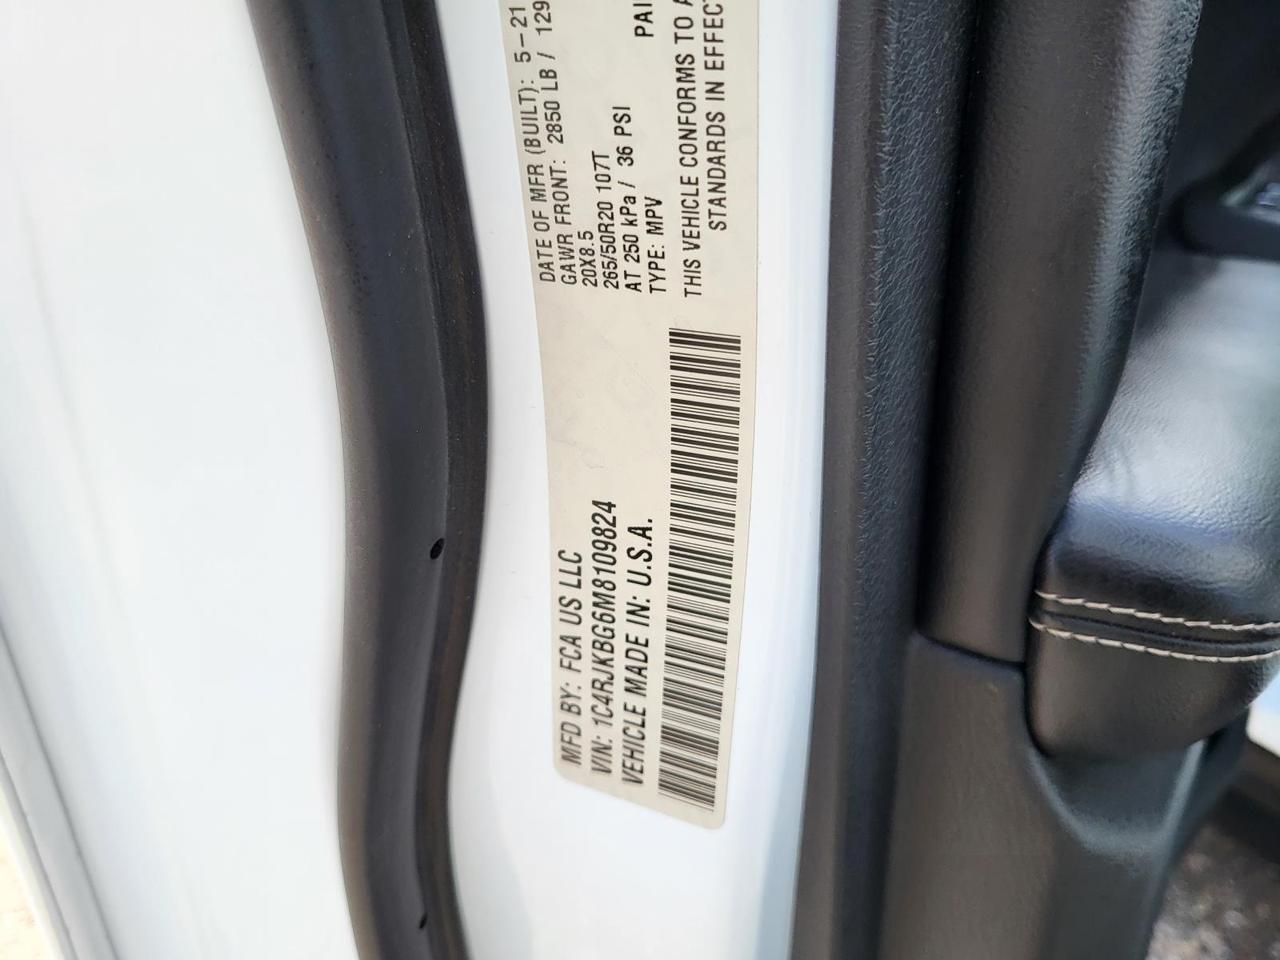 MFD BY: FCA US LLC
VIN: 1C4RJKBG6M8109824
VEHICLE MADE IN: U.S.A.
DATE OF MFR (BUILT): 5-21
GAWR FRONT: 2850 LB / 129
20X8.5
265/50R20 107T
AT 250 kPa / 36 PSI
TYPE: MPV
PAI
THIS VEHICLE CONFORMS TO A
STANDARDS IN EFFECT